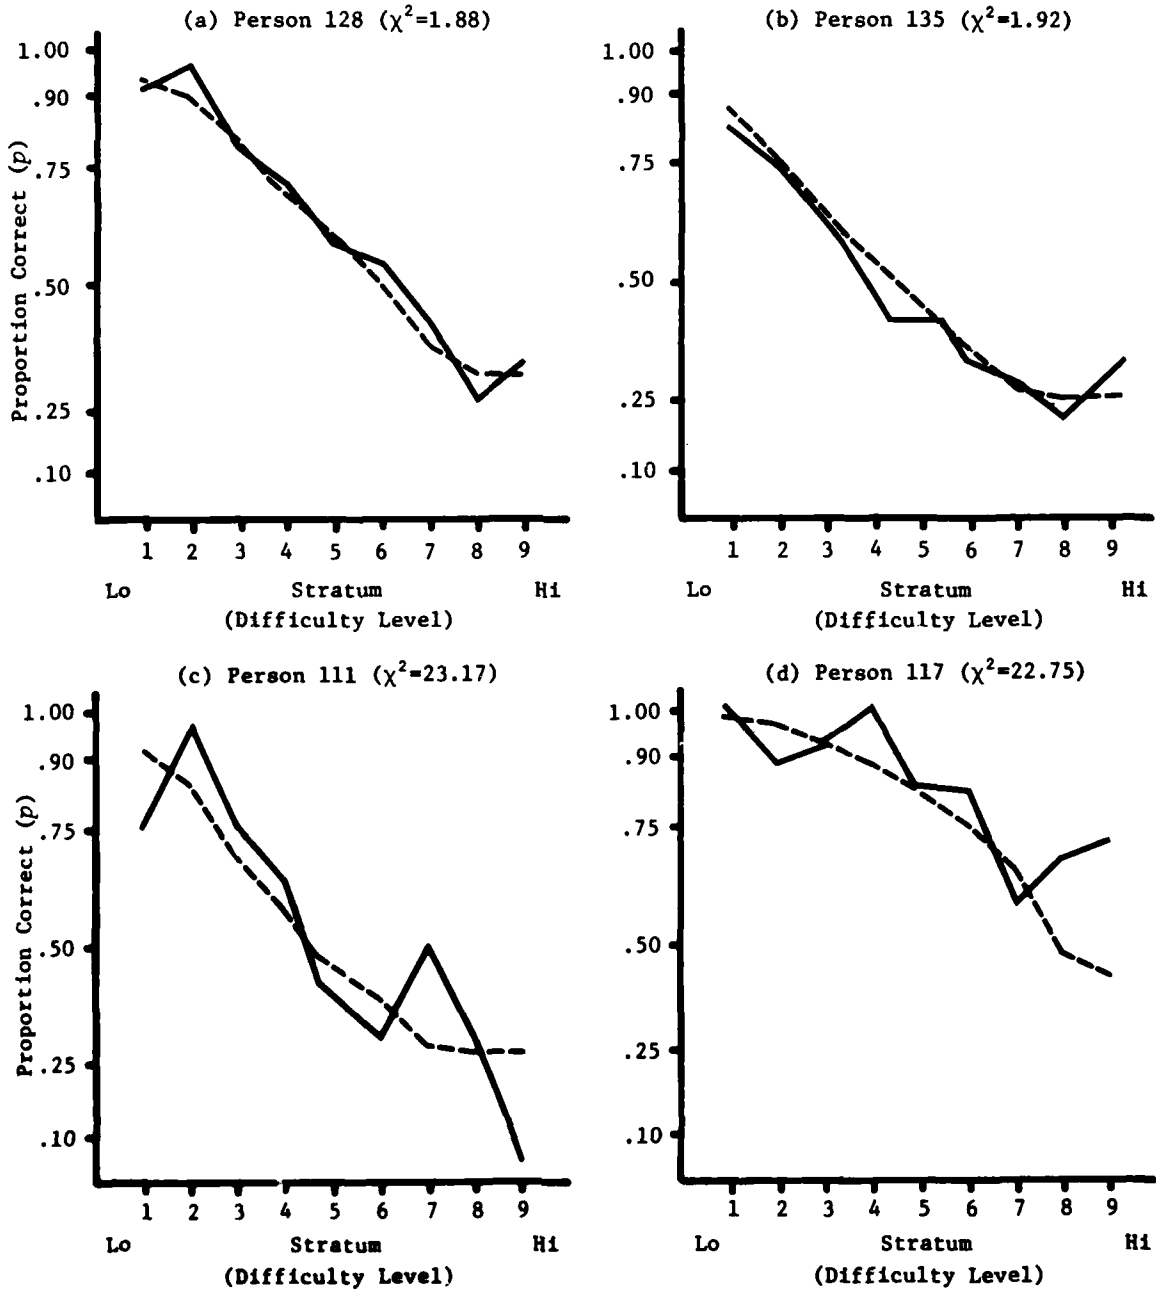 (a) Person 128 (χ²=1.88)
1.00
.90
.75
.50
.25
.10
Proportion Correct (p)
1 2 3 4 5 6 7 8 9
Lo Stratum Hi
(Difficulty Level)
(b) Person 135 (χ²=1.92)
1.00
.90
.75
.50
.25
.10
1 2 3 4 5 6 7 8 9
Lo Stratum Hi
(Difficulty Level)
(c) Person 111 (χ²=23.17)
1.00
.90
.75
.50
.25
.10
Proportion Correct (p)
1 2 3 4 5 6 7 8 9
Lo Stratum Hi
(Difficulty Level)
(d) Person 117 (χ²=22.75)
1.00
.90
.75
.50
.25
.10
1 2 3 4 5 6 7 8 9
Lo Stratum Hi
(Difficulty Level)